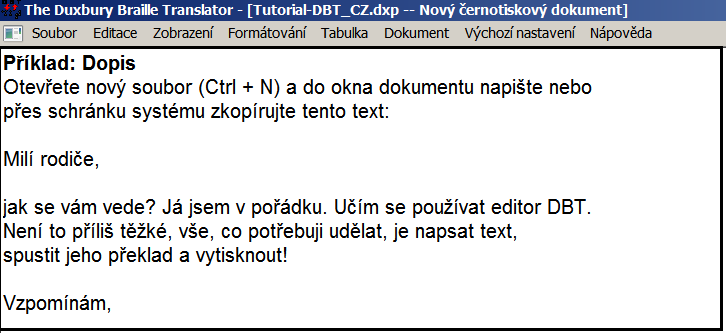 The Duxbury Braille Translator - [Tutorial-DBT_CZ.dxp -- Nový černotiskový dokument]
Soubor Editace Zobrazení Formátování Tabulka Dokument Výchozí nastavení Nápověda
Příklad: Dopis
Otevřete nový soubor (Ctrl + N) a do okna dokumentu napište nebo
přes schránku systému zkopírujte tento text:
Milí rodiče,
jak se vám vede? Já jsem v pořádku. Učím se používat editor DBT.
Není to příliš těžké, vše, co potřebuji udělat, je napsat text,
spustit jeho překlad a vytisknout!
Vzpomínám,